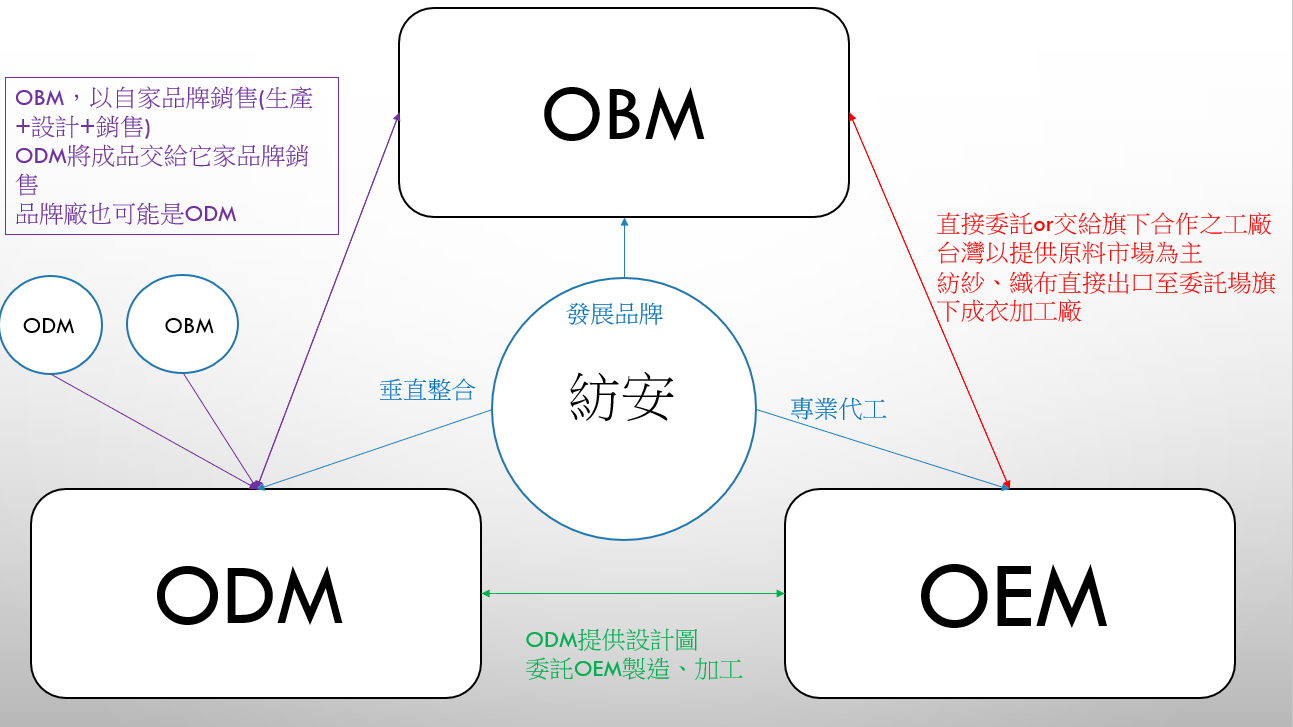 OBM
OBM，以自家品牌銷售(生產
+設計+銷售)
ODM將成品交給它家品牌銷
售
品牌廠也可能是ODM
直接委託or交給旗下合作之工廠
台灣以提供原料市場為主
紡紗、織布直接出口至委託場旗
下成衣加工廠
ODM
OBM
發展品牌
紡安
垂直整合
專業代工
ODM
OEM
ODM提供設計圖
委託OEM製造、加工